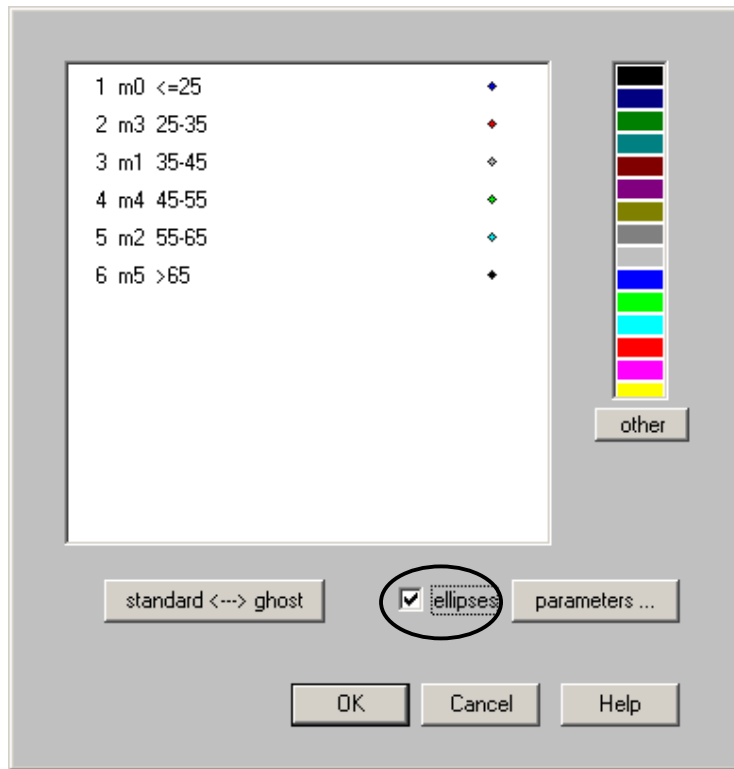 1 m0 <=25
2 m3 25-35
3 m1 35-45
4 m4 45-55
5 m2 55-65
6 m5 >65
other
standard <---> ghost
ellipses
parameters ...
OK
Cancel
Help